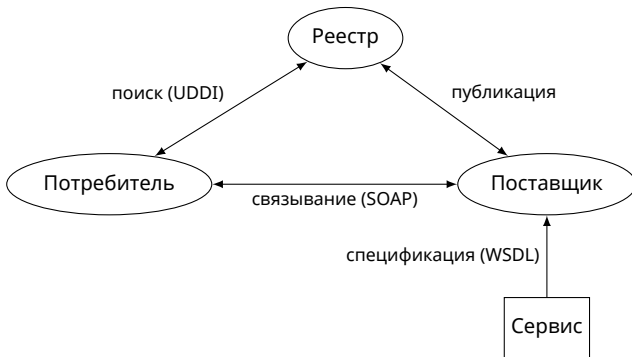 Реестр
поиск (UDDI)
публикация
Потребитель
Поставщик
связывание (SOAP)
спецификация (WSDL)
Сервис